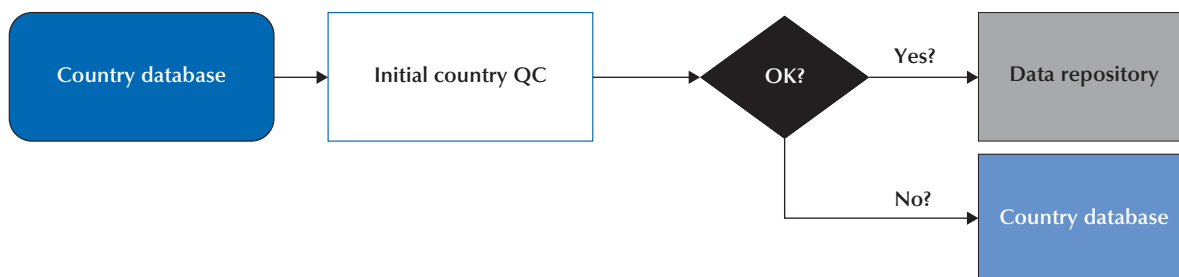 Country database
Initial country QC
OK?
Yes?
Data repository
No?
Country database